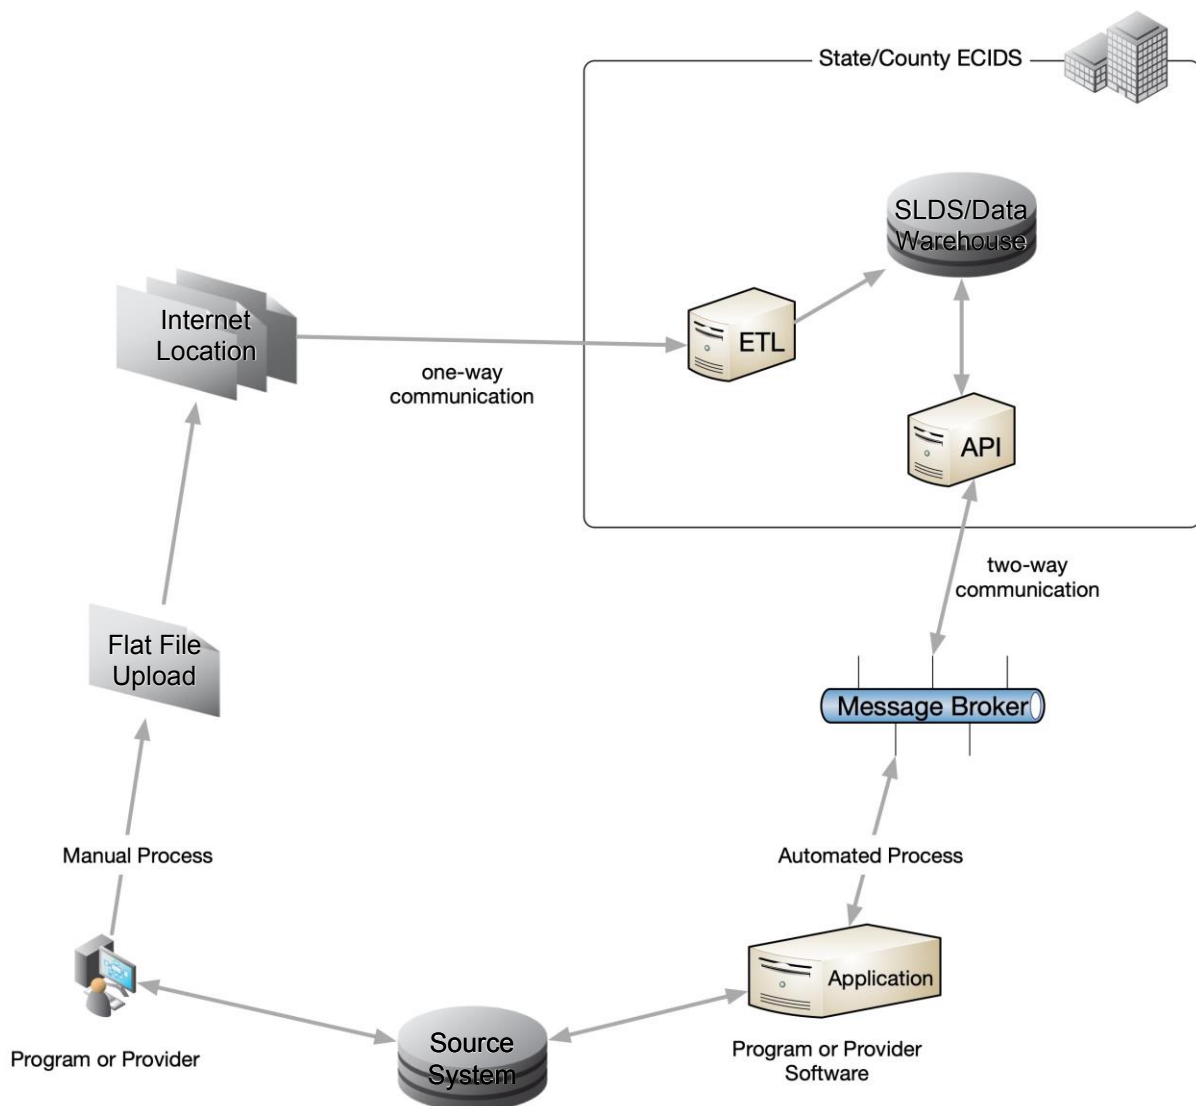 State/County ECIDS
SLDS/Data
Warehouse
Internet
Location
ETL
one-way
communication
API
two-way
communication
Flat File
Upload
Message Broker
Manual Process
Automated Process
Application
Program or Provider
Source
System
Program or Provider
Software